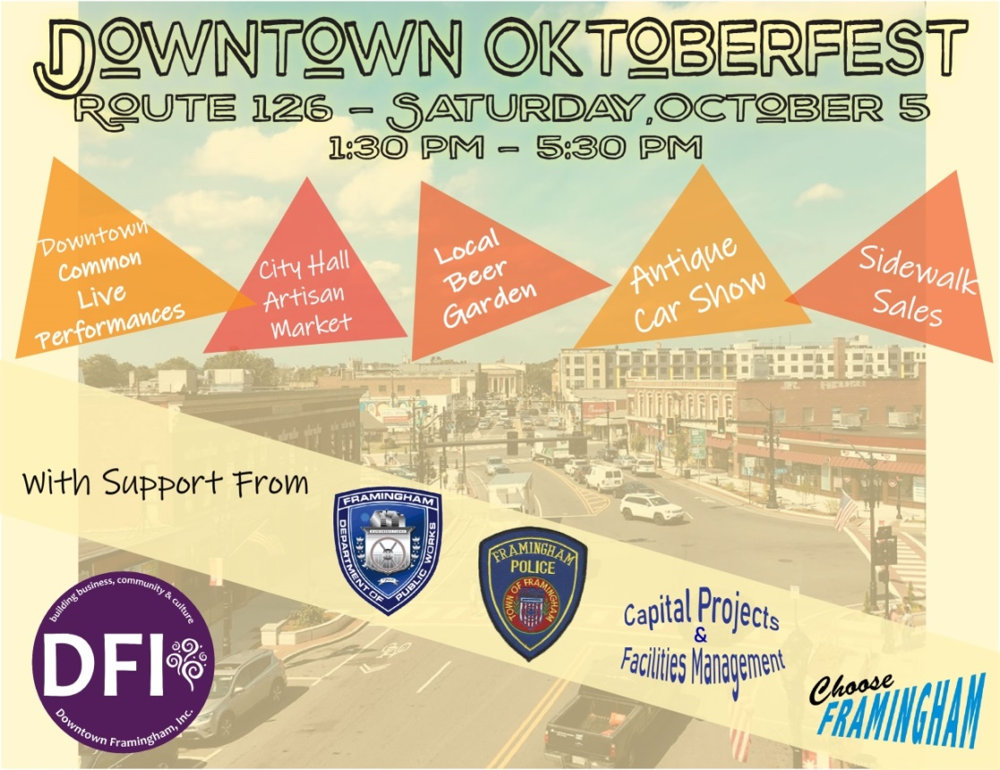 DOWNTOWN OKTOBERFEST
ROUTE 126 – SATURDAY, OCTOBER 5
1:30 PM – 5:30 PM
Downtown
Common
Live
Performances
City Hall
Artisan
Market
Local
Beer
Garden
Antique
Car Show
Sidewalk
Sales
With Support From
FRAMINGHAM
DEPARTMENT OF PUBLIC WORKS
FRAMINGHAM
POLICE
TOWN OF FRAMINGHAM
Capital Projects
&
Facilities Management
building business, community & culture
DFI
Downtown Framingham, Inc.
Choose
FRAMINGHAM